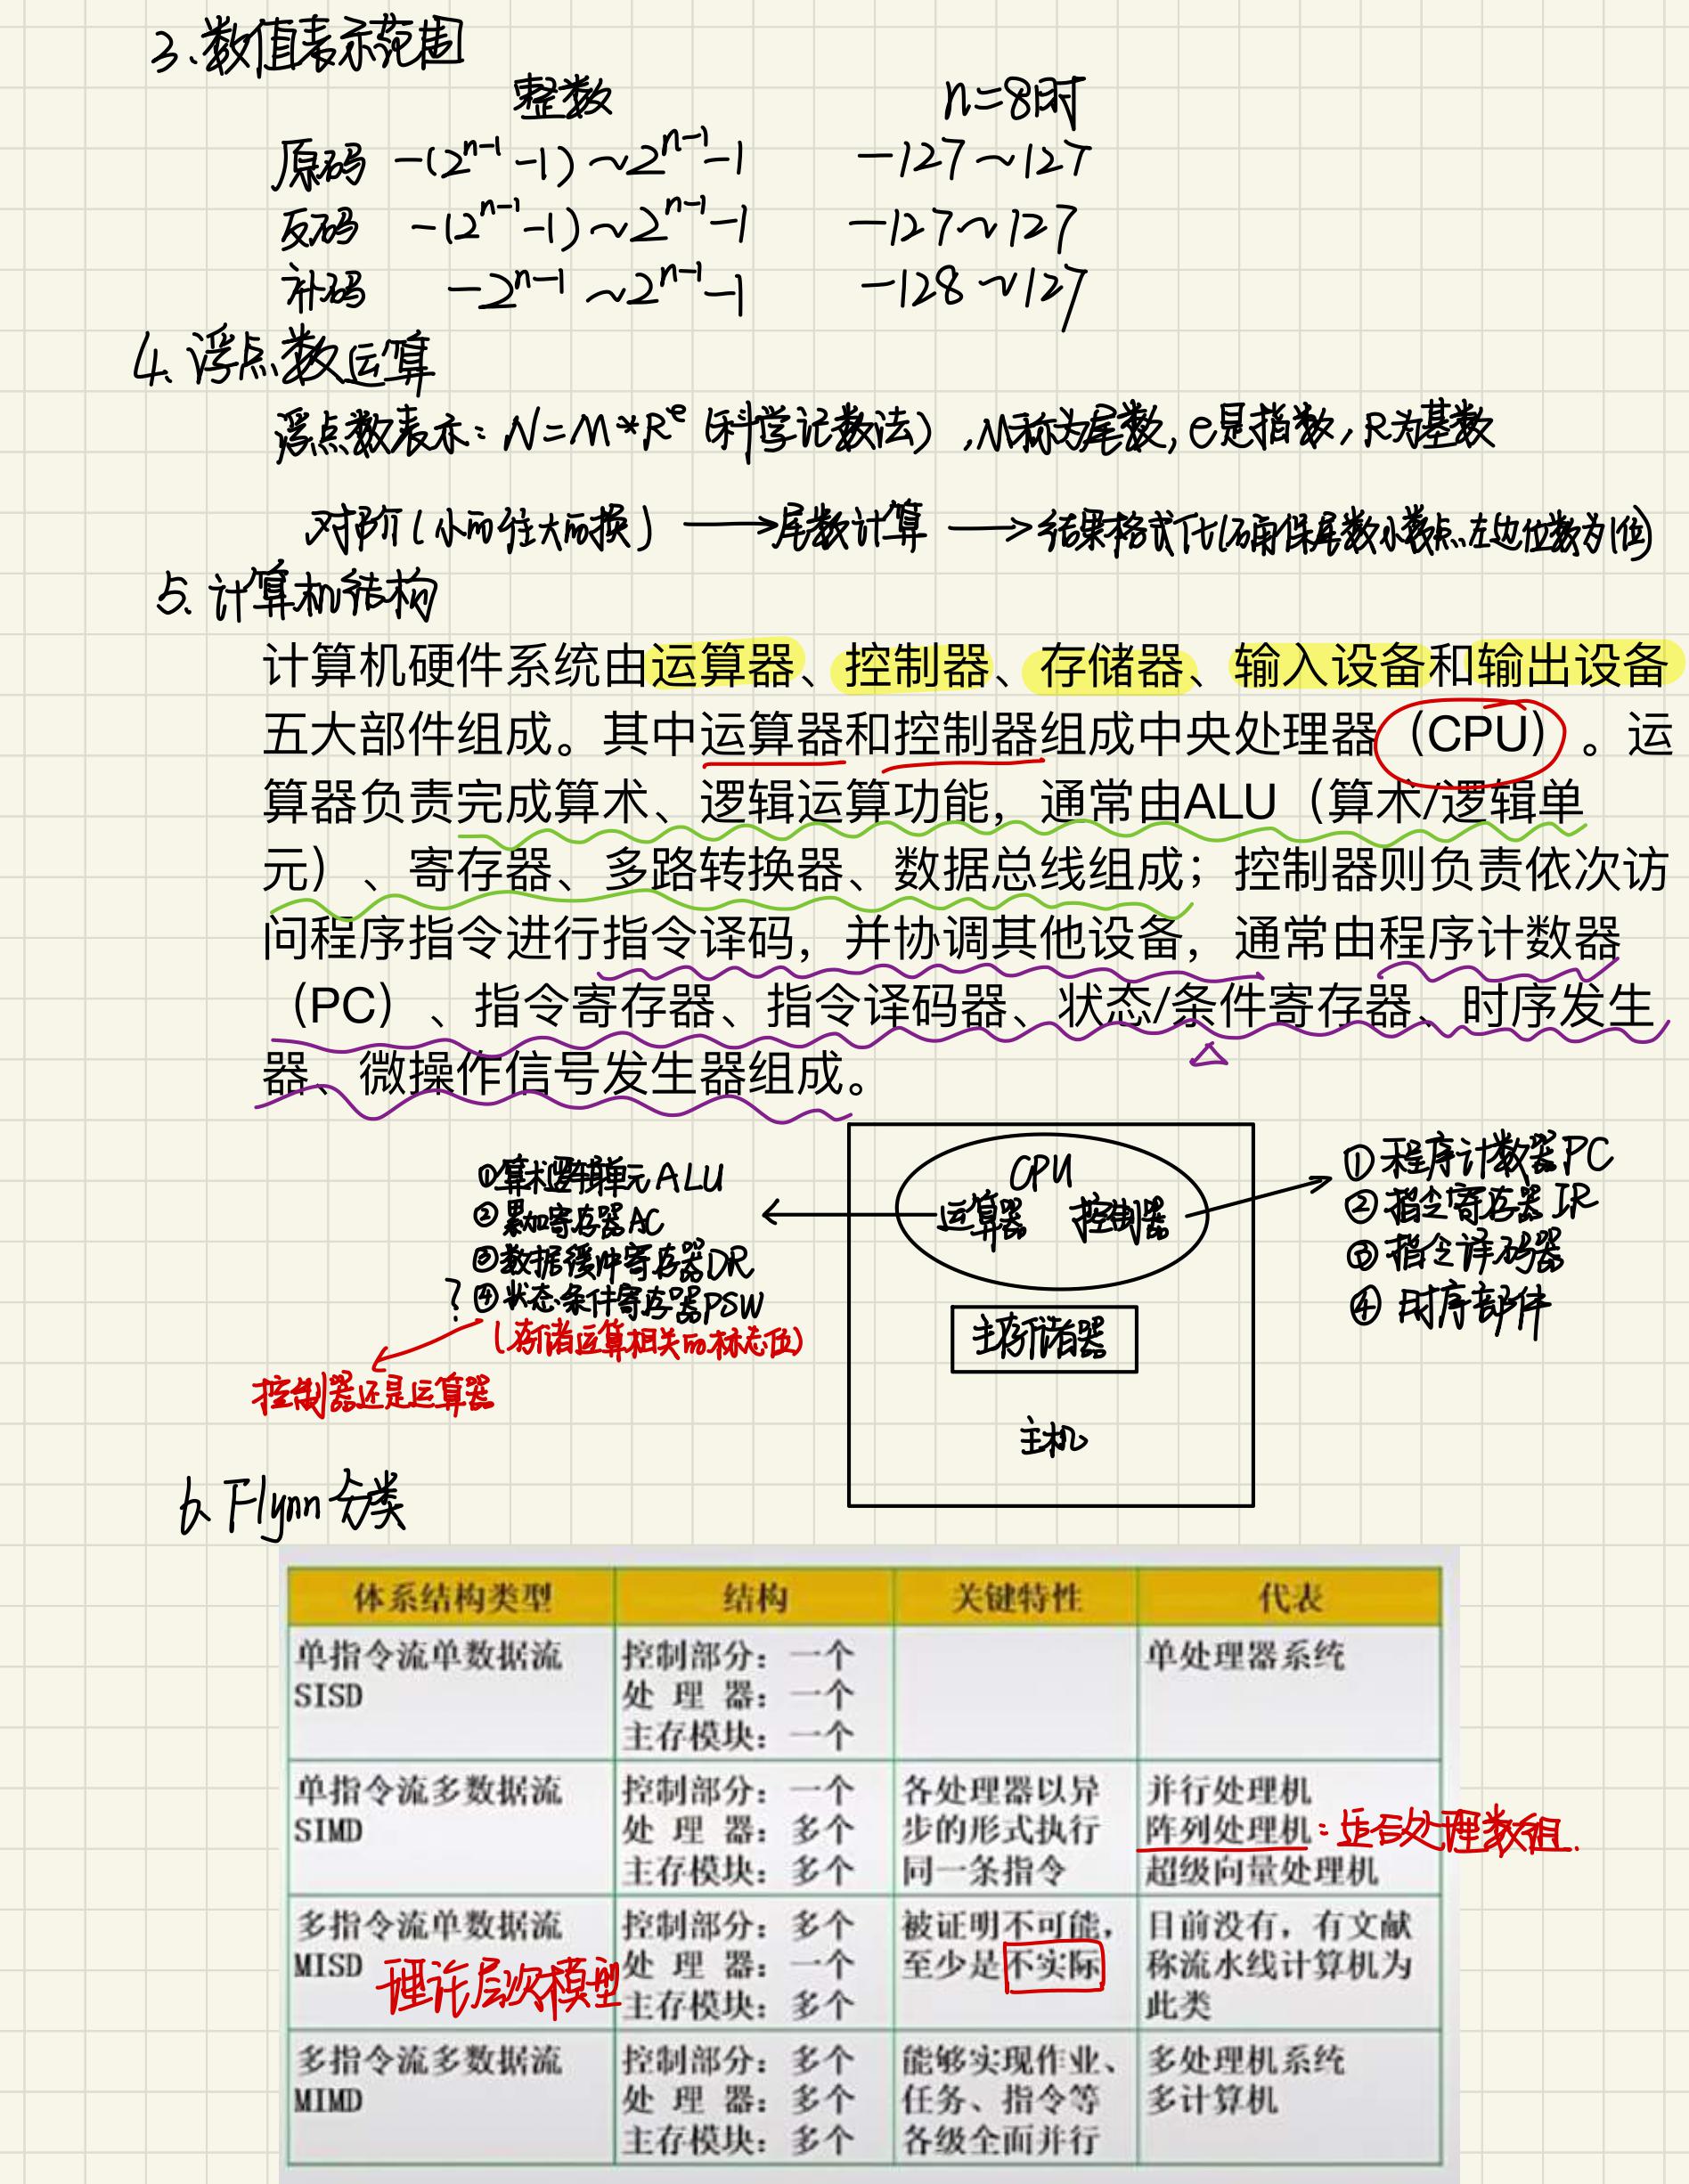 3.数值表示范围
整数 n=8时
原码 -(2^{n-1}-1)~2^{n-1}-1 -127~127
反码 -(2^{n-1}-1)~2^{n-1}-1 -127~127
补码 -2^{n-1}~2^{n-1}-1 -128~127
4.浮点数运算
浮点数表示:N=M*R^e(科学记数法),M称为尾数,e是指数,R为基数
对阶(小的往大的换)→尾数计算→结果格式化(确保尾数小数点左边位数为1位)
5.计算机结构
计算机硬件系统由运算器、控制器、存储器、输入设备和输出设备
五大部件组成。其中运算器和控制器组成中央处理器(CPU)。运
算器负责完成算术、逻辑运算功能,通常由ALU(算术/逻辑单
元)、寄存器、多路转换器、数据总线组成;控制器则负责依次访
问程序指令进行指令译码,并协调其他设备,通常由程序计数器
(PC)、指令寄存器、指令译码器、状态/条件寄存器、时序发生
器、微操作信号发生器组成。
①算术逻辑单元ALU
②累加寄存器AC
③数据缓冲寄存器DR
?④状态条件寄存器PSW
(存储运算相关的标志位)
控制器还是运算器
CPU
运算器 控制器
主存储器
主机
①程序计数器PC
②指令寄存器IR
③指令译码器
④时序部件
6.Flynn分类
体系结构类型 结构 关键特性 代表
单指令流单数据流
SISD
控制部分:一个
处 理 器:一个
主存模块:一个
单处理器系统
单指令流多数据流
SIMD
控制部分:一个
处 理 器:多个
主存模块:多个
各处理器以异
步的形式执行
同一条指令
并行处理机
阵列处理机:适合处理数组.
超级向量处理机
多指令流单数据流
MISD 理论层次模型
控制部分:多个
处 理 器:一个
主存模块:多个
被证明不可能,
至少是不实际
目前没有,有文献
称流水线计算机为
此类
多指令流多数据流
MIMD
控制部分:多个
处 理 器:多个
主存模块:多个
能够实现作业、
任务、指令等
各级全面并行
多处理机系统
多计算机